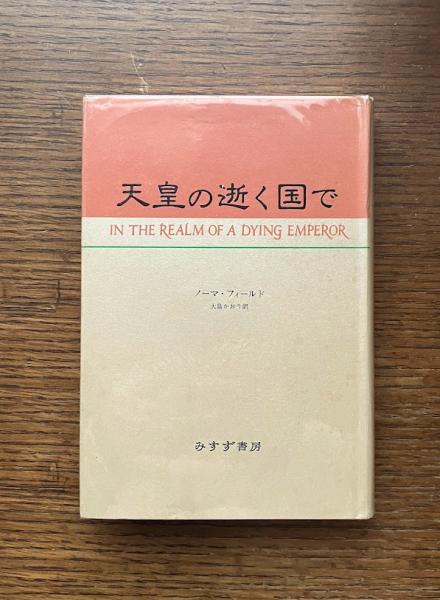 天皇の逝く国で
IN THE REALM OF A DYING EMPEROR
ノーマ・フィールド
大島かおり訳
みすず書房